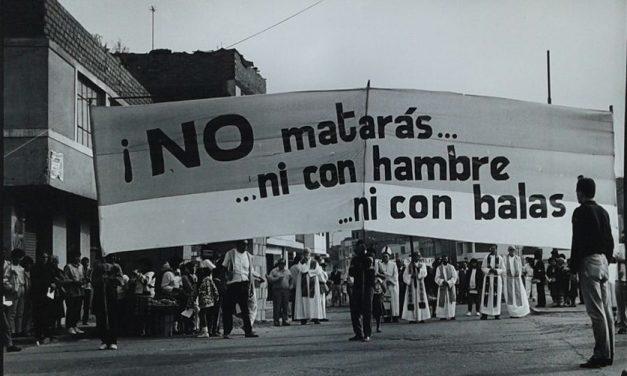 ¡NO matarás...
...ni con hambre
...ni con balas